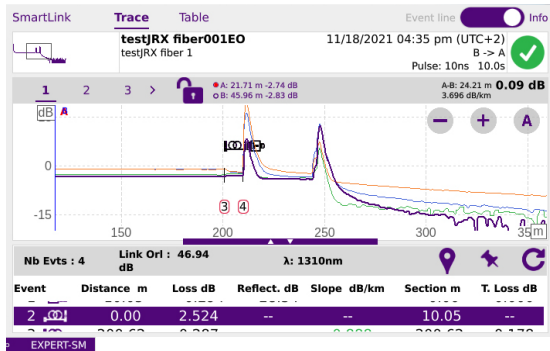 SmartLink Trace Table Event line Info
testJRX fiber001EO 11/18/2021 04:35 pm (UTC+2)
testJRX fiber 1 B -> A
Pulse: 10ns 10.0s
1 2 3 > A: 21.71 m -2.74 dB A-B: 24.21 m 0.09 dB
B: 45.96 m -2.83 dB 3.696 dB/km
dB A − + A
0
3 4
-15
150 200 250 300 35 m
Nb Evts : 4 Link Orl : 46.94 dB λ: 1310nm
Event Distance m Loss dB Reflect. dB Slope dB/km Section m T. Loss dB
2 0.00 2.524 -- -- 10.05
EXPERT-SM